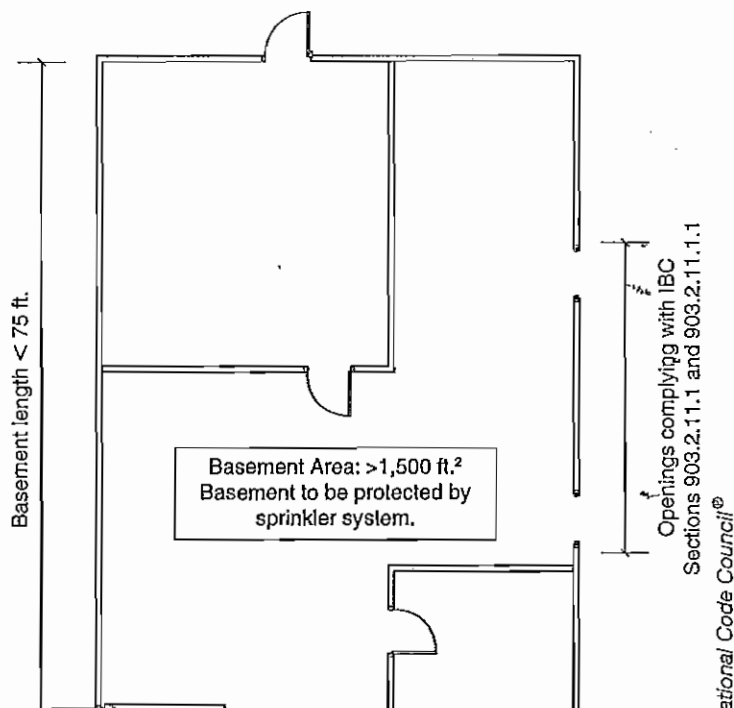 Basement length < 75 ft.
Basement Area: >1,500 ft.²
Basement to be protected by
sprinkler system.
Openings complying with IBC
Sections 903.2.11.1 and 903.2.11.1.1
ational Code Council®